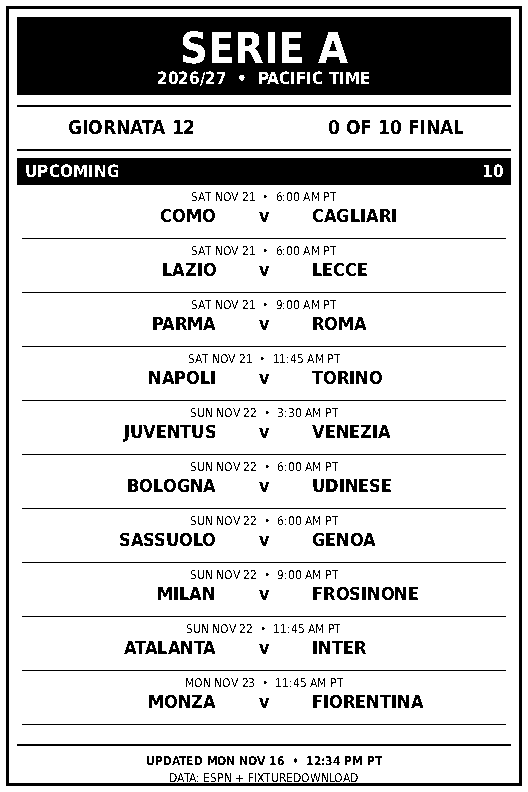 SERIE A
2026/27 • PACIFIC TIME
GIORNATA 12 0 OF 10 FINAL
UPCOMING 10
SAT NOV 21 • 6:00 AM PT
COMO v CAGLIARI
SAT NOV 21 • 6:00 AM PT
LAZIO v LECCE
SAT NOV 21 • 9:00 AM PT
PARMA v ROMA
SAT NOV 21 • 11:45 AM PT
NAPOLI v TORINO
SUN NOV 22 • 3:30 AM PT
JUVENTUS v VENEZIA
SUN NOV 22 • 6:00 AM PT
BOLOGNA v UDINESE
SUN NOV 22 • 6:00 AM PT
SASSUOLO v GENOA
SUN NOV 22 • 9:00 AM PT
MILAN v FROSINONE
SUN NOV 22 • 11:45 AM PT
ATALANTA v INTER
MON NOV 23 • 11:45 AM PT
MONZA v FIORENTINA
UPDATED MON NOV 16 • 12:34 PM PT
DATA: ESPN + FIXTUREDOWNLOAD